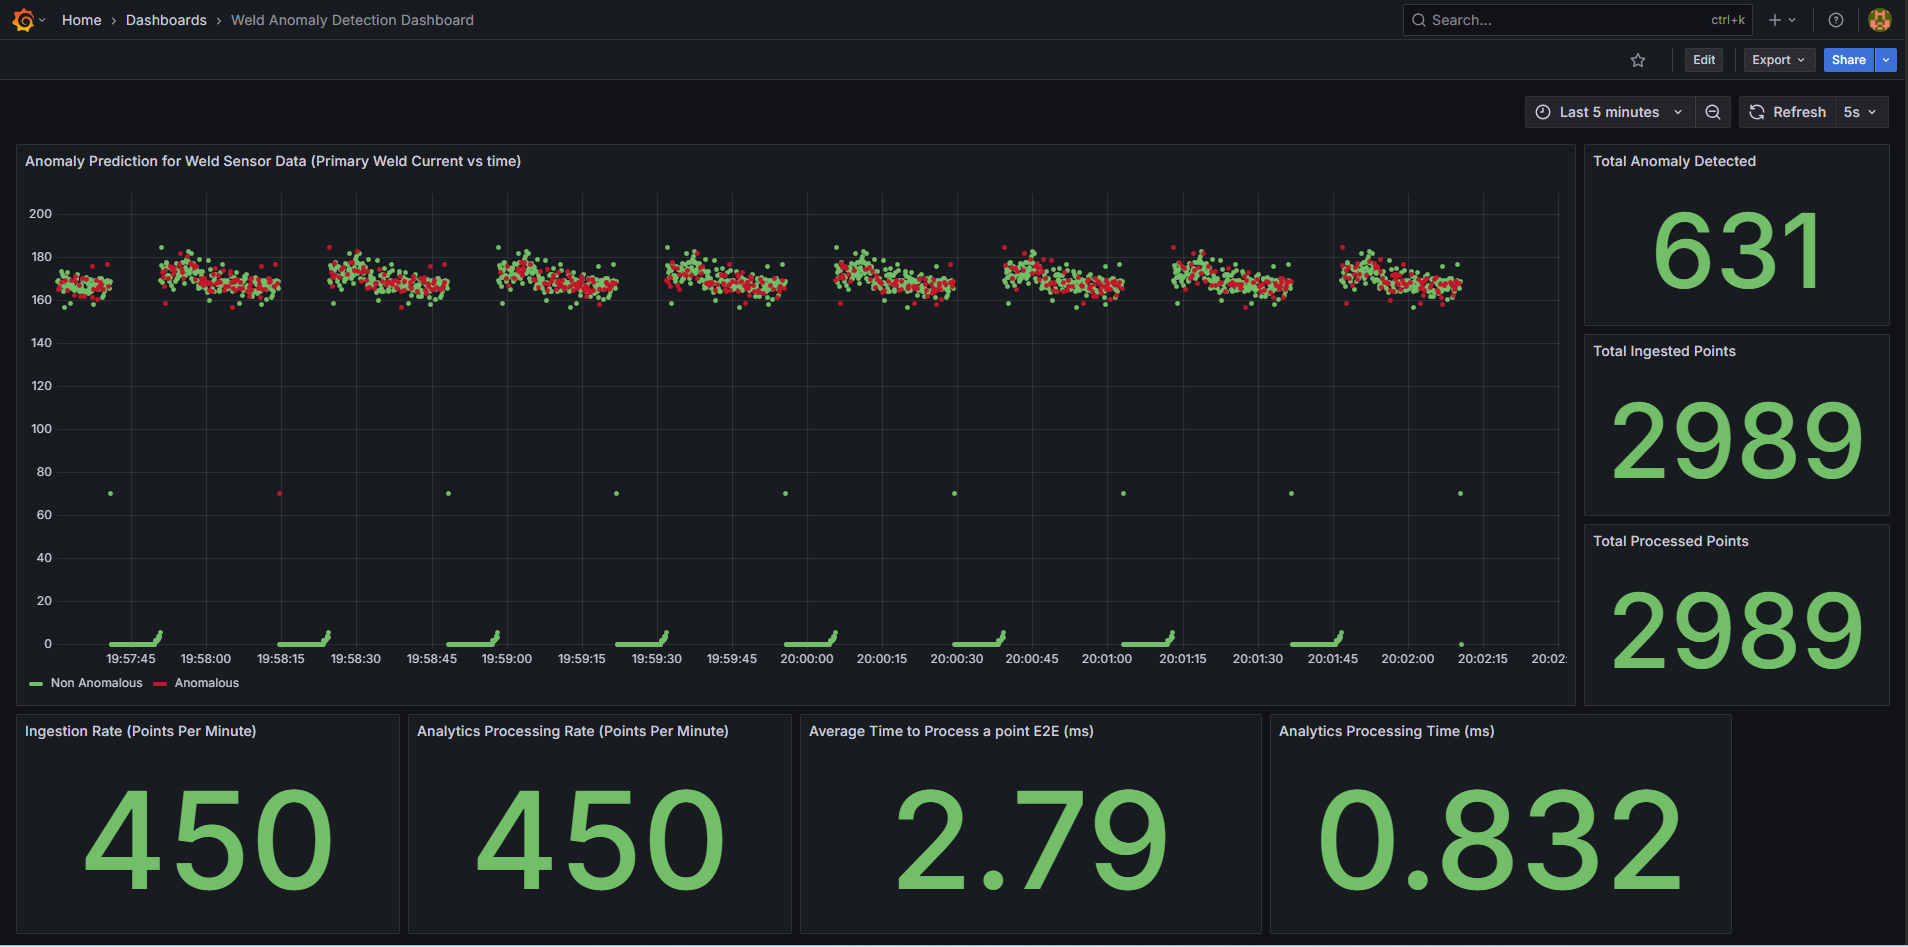 Home › Dashboards › Weld Anomaly Detection Dashboard
Search... ctrl+k
Edit Export Share
Last 5 minutes Refresh 5s
Anomaly Prediction for Weld Sensor Data (Primary Weld Current vs time)
200
180
160
140
120
100
80
60
40
20
0
19:57:45 19:58:00 19:58:15 19:58:30 19:58:45 19:59:00 19:59:15 19:59:30 19:59:45 20:00:00 20:00:15 20:00:30 20:00:45 20:01:00 20:01:15 20:01:30 20:01:45 20:02:00 20:02:15 20:02:
Non Anomalous Anomalous
Total Anomaly Detected
631
Total Ingested Points
2989
Total Processed Points
2989
Ingestion Rate (Points Per Minute)
450
Analytics Processing Rate (Points Per Minute)
450
Average Time to Process a point E2E (ms)
2.79
Analytics Processing Time (ms)
0.832